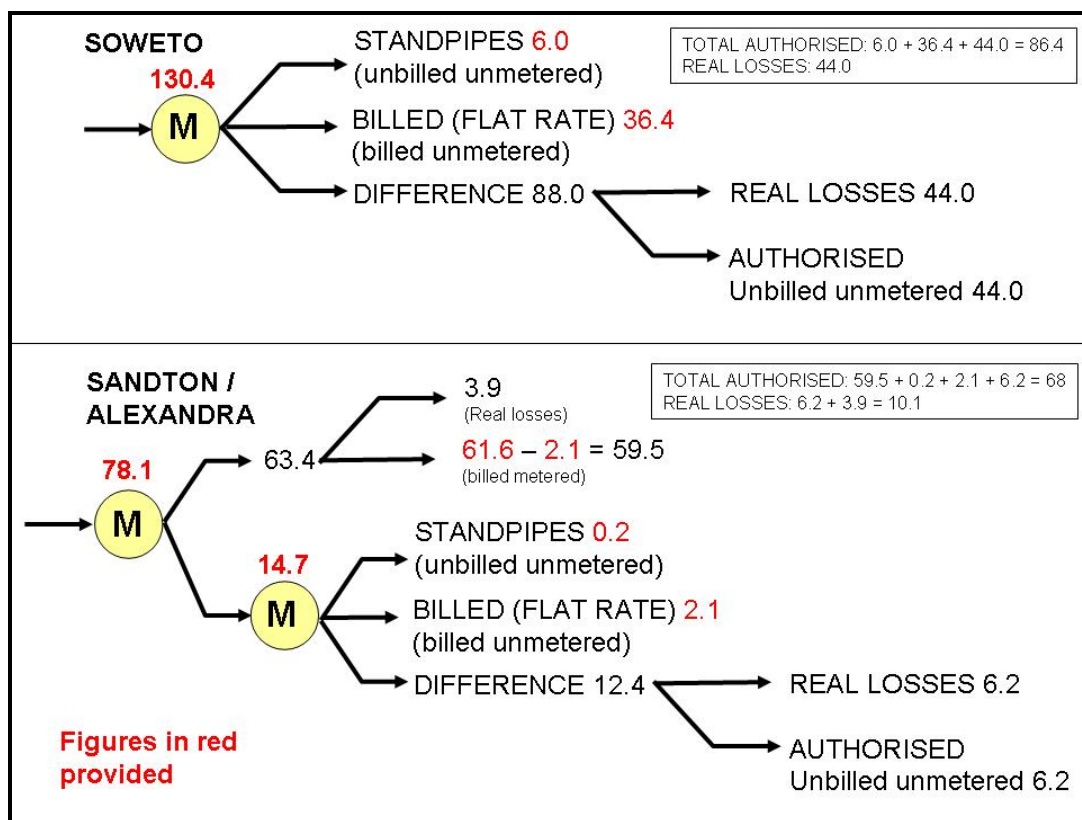 SOWETO
130.4
M
STANDPIPES 6.0
(unbilled unmetered)
BILLED (FLAT RATE) 36.4
(billed unmetered)
DIFFERENCE 88.0
REAL LOSSES 44.0
AUTHORISED
Unbilled unmetered 44.0
TOTAL AUTHORISED: 6.0 + 36.4 + 44.0 = 86.4
REAL LOSSES: 44.0
SANDTON /
ALEXANDRA
78.1
M
63.4
3.9
(Real losses)
61.6 – 2.1 = 59.5
(billed metered)
TOTAL AUTHORISED: 59.5 + 0.2 + 2.1 + 6.2 = 68
REAL LOSSES: 6.2 + 3.9 = 10.1
14.7
M
STANDPIPES 0.2
(unbilled unmetered)
BILLED (FLAT RATE) 2.1
(billed unmetered)
DIFFERENCE 12.4
REAL LOSSES 6.2
AUTHORISED
Unbilled unmetered 6.2
Figures in red
provided